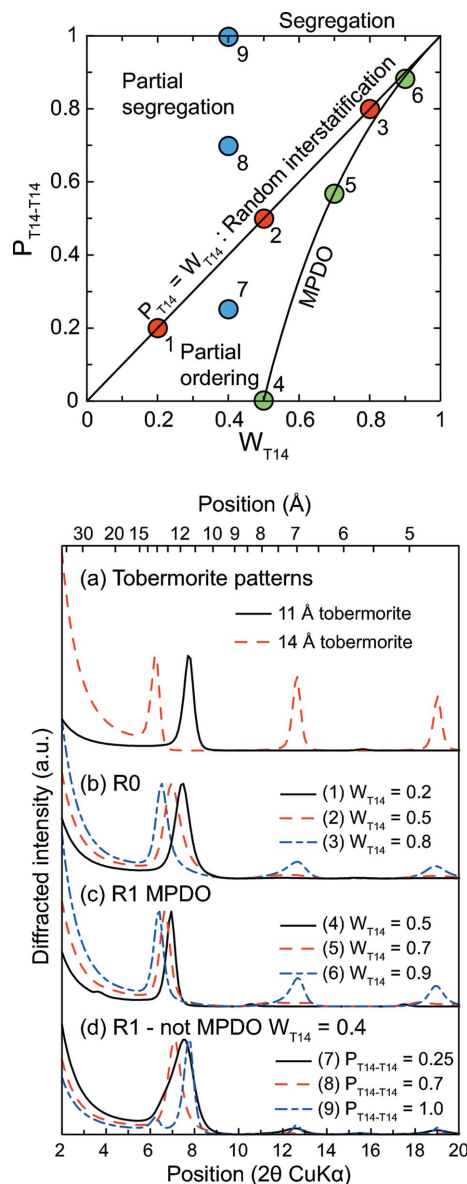 Segregation
1
9
Partial
segregation
0.8
8
0.6
P_T14-T14
0.4
0.2
0
P_T14 = W_T14 : Random interstatification
6
3
5
2
MPDO
7
1
Partial
ordering
4
0 0.2 0.4 0.6 0.8 1
W_T14
Position (Å)
30 20 15 12 10 9 8 7 6 5
(a) Tobermorite patterns
11 Å tobermorite
14 Å tobermorite
(b) R0
(1) W_T14 = 0.2
(2) W_T14 = 0.5
(3) W_T14 = 0.8
Diffracted intensity (a.u.)
(c) R1 MPDO
(4) W_T14 = 0.5
(5) W_T14 = 0.7
(6) W_T14 = 0.9
(d) R1 - not MPDO W_T14 = 0.4
(7) P_T14-T14 = 0.25
(8) P_T14-T14 = 0.7
(9) P_T14-T14 = 1.0
2 4 6 8 10 12 14 16 18 20
Position (2θ CuKα)